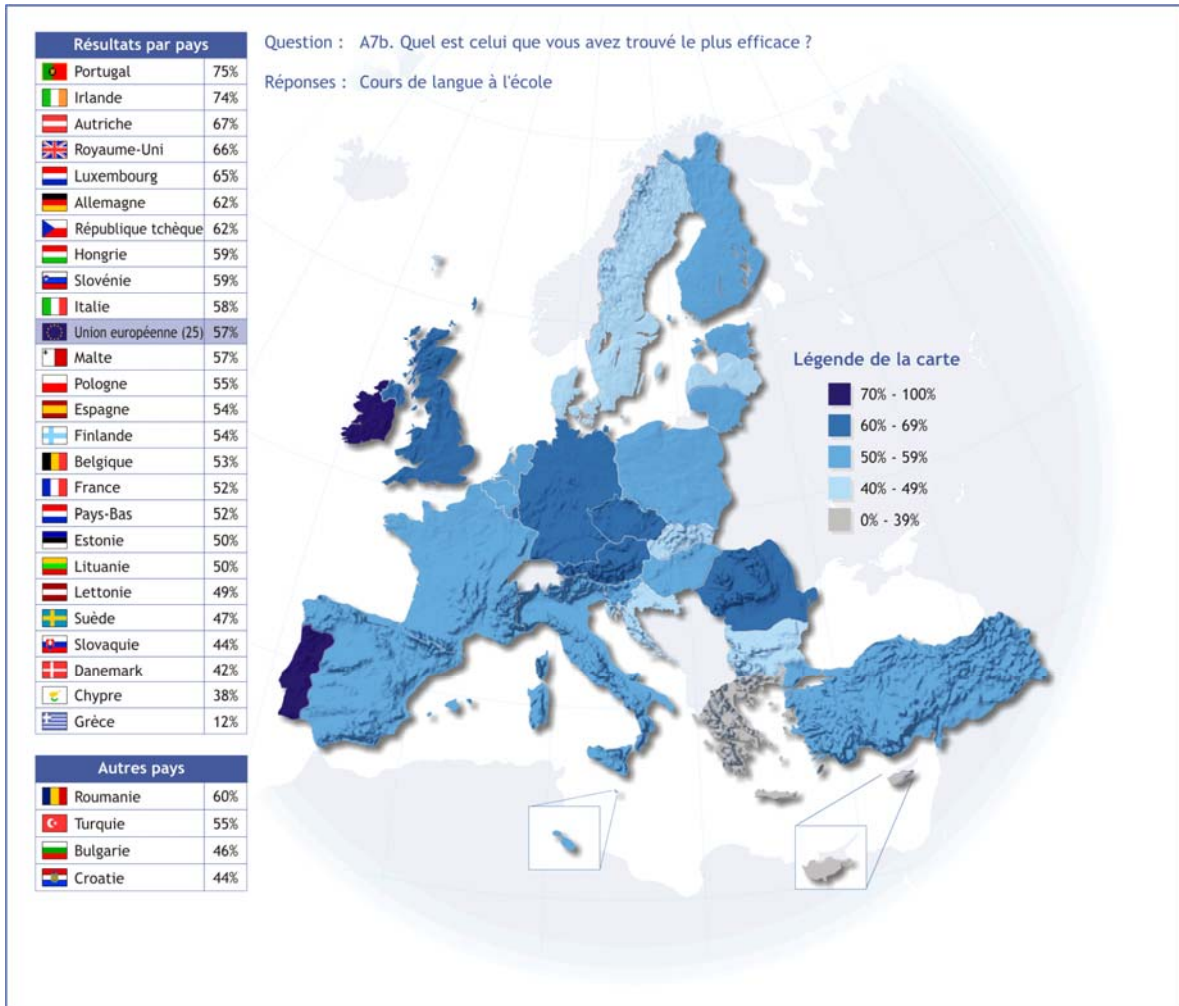 Résultats par pays
Portugal 75%
Irlande 74%
Autriche 67%
Royaume-Uni 66%
Luxembourg 65%
Allemagne 62%
République tchèque 62%
Hongrie 59%
Slovénie 59%
Italie 58%
Union européenne (25) 57%
Malte 57%
Pologne 55%
Espagne 54%
Finlande 54%
Belgique 53%
France 52%
Pays-Bas 52%
Estonie 50%
Lituanie 50%
Lettonie 49%
Suède 47%
Slovaquie 44%
Danemark 42%
Chypre 38%
Grèce 12%
Autres pays
Roumanie 60%
Turquie 55%
Bulgarie 46%
Croatie 44%
Question : A7b. Quel est celui que vous avez trouvé le plus efficace ?
Réponses : Cours de langue à l'école
Légende de la carte
70% - 100%
60% - 69%
50% - 59%
40% - 49%
0% - 39%